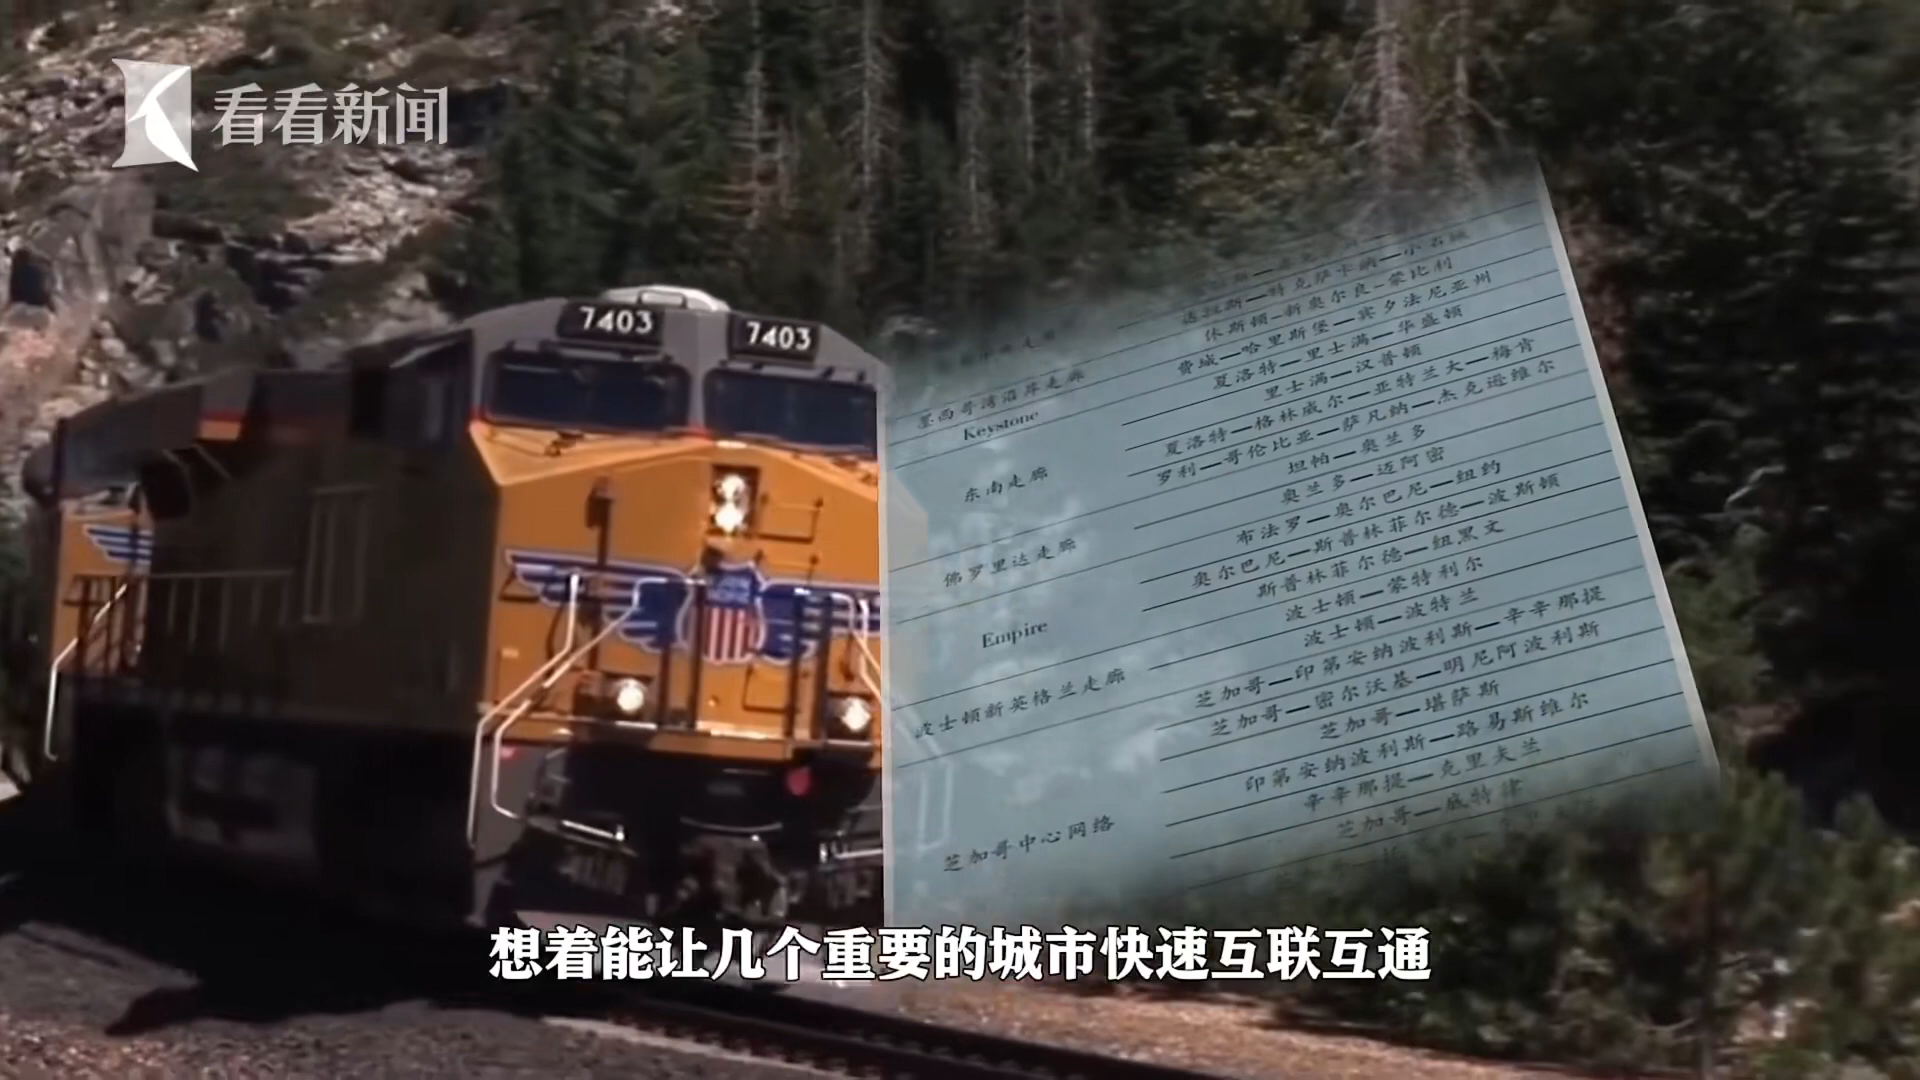 看看新闻
7403
7403
达拉斯—特克萨卡纳—小石城
休斯顿-新奥尔良-蒙比利
墨西哥湾沿岸走廊
费城—哈里斯堡—宾夕法尼亚州
Keystone
夏洛特—里士满—华盛顿
里士满—汉普顿
夏洛特—格林威尔—亚特兰大—梅肯
罗利—哥伦比亚—萨凡纳—杰克逊维尔
东南走廊
坦帕—奥兰多
奥兰多—迈阿密
佛罗里达走廊
布法罗—奥尔巴尼—纽约
奥尔巴尼—斯普林菲尔德—波斯顿
斯普林菲尔德—纽黑文
Empire
波士顿—蒙特利尔
波士顿—波特兰
波士顿新英格兰走廊
芝加哥—印第安纳波利斯—辛辛那提
芝加哥—密尔沃基—明尼阿波利斯
芝加哥—堪萨斯
印第安纳波利斯—路易斯维尔
辛辛那提—克里夫兰
芝加哥—底特律
芝加哥中心网络
想着能让几个重要的城市快速互联互通